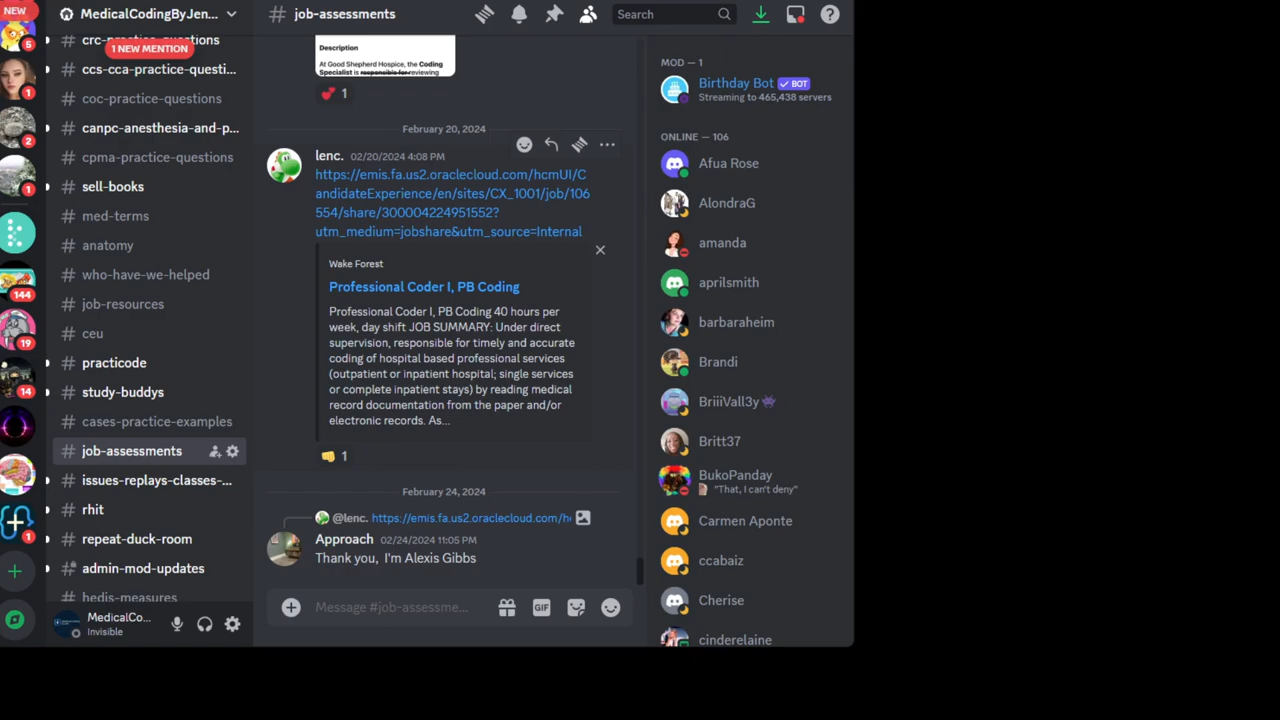 NEW
5
1
2
1
144
19
14
1
MedicalCodingByJen...
crc-practice-questions
1 NEW MENTION
ccs-cca-practice-questi...
coc-practice-questions
canpc-anesthesia-and-p...
cpma-practice-questions
sell-books
med-terms
anatomy
who-have-we-helped
job-resources
ceu
practicode
study-buddys
cases-practice-examples
job-assessments
issues-replays-classes-...
rhit
repeat-duck-room
admin-mod-updates
hedis-measures
MedicalCo...
Invisible
job-assessments
Search
Description
At Good Shepherd Hospice, the Coding
Specialist is responsible for reviewing
1
February 20, 2024
lenc. 02/20/2024 4:08 PM
https://emis.fa.us2.oraclecloud.com/hcmUI/C
andidateExperience/en/sites/CX_1001/job/106
554/share/300004224951552?
utm_medium=jobshare&utm_source=Internal
Wake Forest
Professional Coder I, PB Coding
Professional Coder I, PB Coding 40 hours per
week, day shift JOB SUMMARY: Under direct
supervision, responsible for timely and accurate
coding of hospital based professional services
(outpatient or inpatient hospital; single services
or complete inpatient stays) by reading medical
record documentation from the paper and/or
electronic records. As...
1
February 24, 2024
@lenc. https://emis.fa.us2.oraclecloud.com/h
Approach 02/24/2024 11:05 PM
Thank you, I'm Alexis Gibbs
Message #job-assessme...
GIF
MOD — 1
Birthday Bot BOT
Streaming to 465,438 servers
ONLINE — 106
Afua Rose
AlondraG
amanda
aprilsmith
barbaraheim
Brandi
BriiiVall3y
Britt37
BukoPanday
"That, I can't deny"
Carmen Aponte
ccabaiz
Cherise
cinderelaine